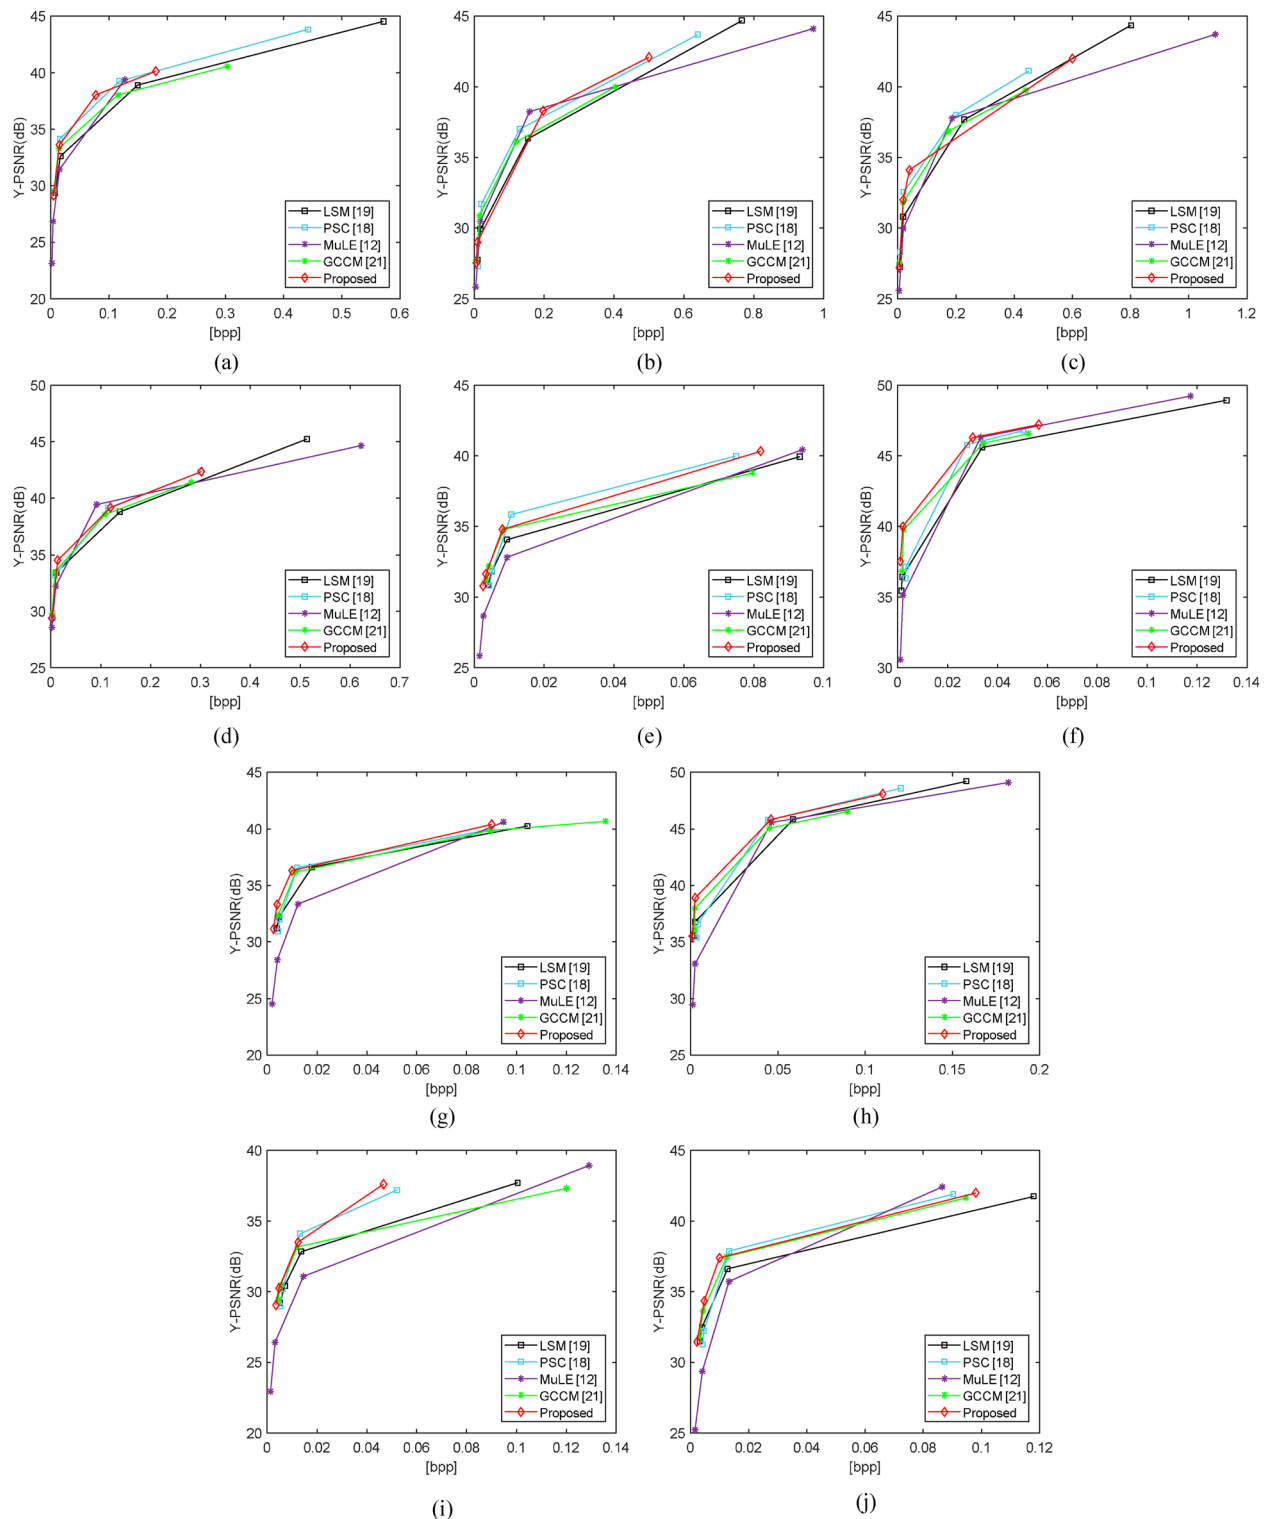 Y-PSNR(dB)
45
40
35
30
25
20
0 0.1 0.2 0.3 0.4 0.5 0.6
[bpp]
LSM [19]
PSC [18]
MuLE [12]
GCCM [21]
Proposed
(a)
Y-PSNR(dB)
45
40
35
30
25
0 0.2 0.4 0.6 0.8 1
[bpp]
LSM [19]
PSC [18]
MuLE [12]
GCCM [21]
Proposed
(b)
Y-PSNR(dB)
45
40
35
30
25
0 0.2 0.4 0.6 0.8 1 1.2
[bpp]
LSM [19]
PSC [18]
MuLE [12]
GCCM [21]
Proposed
(c)
Y-PSNR(dB)
50
45
40
35
30
25
0 0.1 0.2 0.3 0.4 0.5 0.6 0.7
[bpp]
LSM [19]
PSC [18]
MuLE [12]
GCCM [21]
Proposed
(d)
Y-PSNR(dB)
45
40
35
30
25
0 0.02 0.04 0.06 0.08 0.1
[bpp]
LSM [19]
PSC [18]
MuLE [12]
GCCM [21]
Proposed
(e)
Y-PSNR(dB)
50
45
40
35
30
0 0.02 0.04 0.06 0.08 0.1 0.12 0.14
[bpp]
LSM [19]
PSC [18]
MuLE [12]
GCCM [21]
Proposed
(f)
Y-PSNR(dB)
45
40
35
30
25
20
0 0.02 0.04 0.06 0.08 0.1 0.12 0.14
[bpp]
LSM [19]
PSC [18]
MuLE [12]
GCCM [21]
Proposed
(g)
Y-PSNR(dB)
50
45
40
35
30
25
0 0.05 0.1 0.15 0.2
[bpp]
LSM [19]
PSC [18]
MuLE [12]
GCCM [21]
Proposed
(h)
Y-PSNR(dB)
40
35
30
25
20
0 0.02 0.04 0.06 0.08 0.1 0.12 0.14
[bpp]
LSM [19]
PSC [18]
MuLE [12]
GCCM [21]
Proposed
(i)
Y-PSNR(dB)
45
40
35
30
25
0 0.02 0.04 0.06 0.08 0.1 0.12
[bpp]
LSM [19]
PSC [18]
MuLE [12]
GCCM [21]
Proposed
(j)